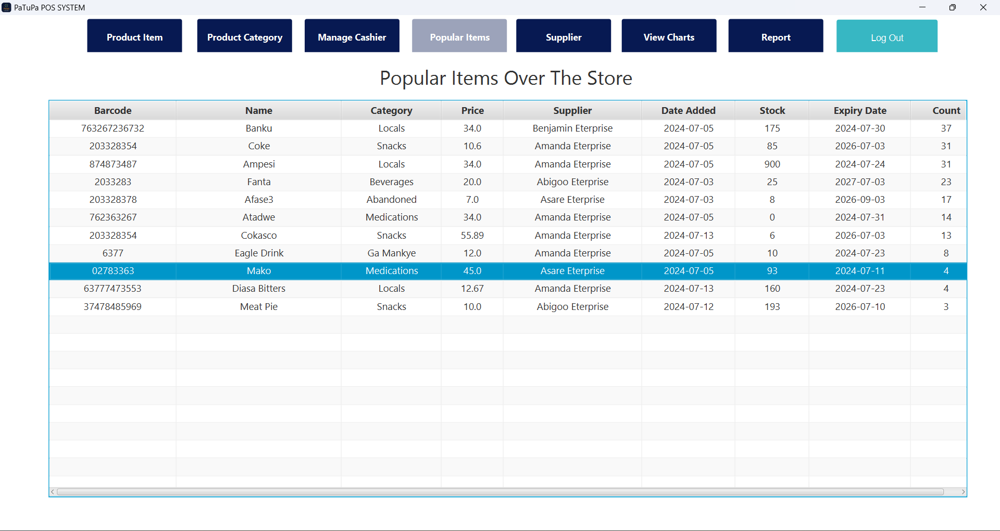 PaTuPa POS SYSTEM
Product Item Product Category Manage Cashier Popular Items Supplier View Charts Report Log Out
Popular Items Over The Store
Barcode Name Category Price Supplier Date Added Stock Expiry Date Count
763267236732 Banku Locals 34.0 Benjamin Eterprise 2024-07-05 175 2024-07-30 37
203328354 Coke Snacks 10.6 Amanda Eterprise 2024-07-05 85 2026-07-03 31
874873487 Ampesi Locals 34.0 Amanda Eterprise 2024-07-05 900 2024-07-24 31
2033283 Fanta Beverages 20.0 Abigoo Eterprise 2024-07-03 25 2027-07-03 23
203328378 Afase3 Abandoned 7.0 Asare Eterprise 2024-07-03 8 2026-09-03 17
762363267 Atadwe Medications 34.0 Amanda Eterprise 2024-07-05 0 2024-07-31 14
203328354 Cokasco Snacks 55.89 Amanda Eterprise 2024-07-13 6 2026-07-03 13
6377 Eagle Drink Ga Mankye 12.0 Amanda Eterprise 2024-07-05 10 2024-07-23 8
02783363 Mako Medications 45.0 Asare Eterprise 2024-07-05 93 2024-07-11 4
63777473553 Diasa Bitters Locals 12.67 Amanda Eterprise 2024-07-13 160 2024-07-23 4
37478485969 Meat Pie Snacks 10.0 Abigoo Eterprise 2024-07-12 193 2026-07-10 3